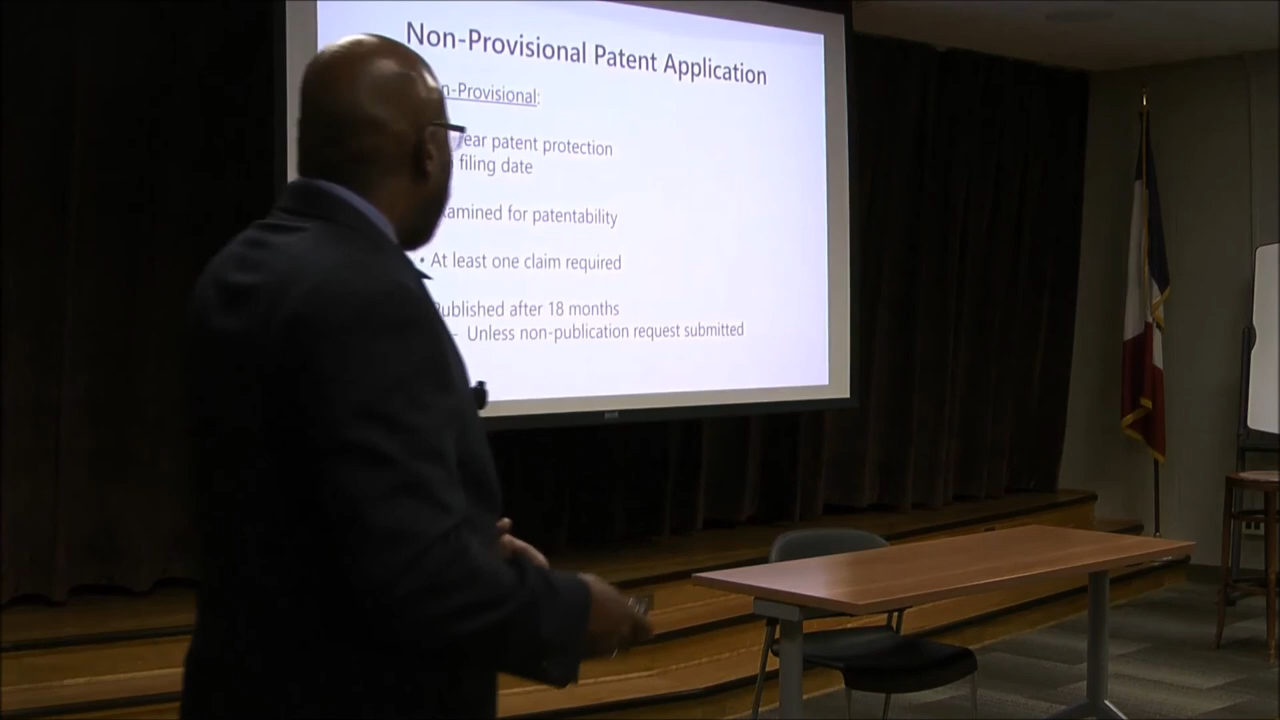 Non-Provisional Patent Application
n-Provisional:
ear patent protection
filing date
amined for patentability
• At least one claim required
ublished after 18 months
– Unless non-publication request submitted